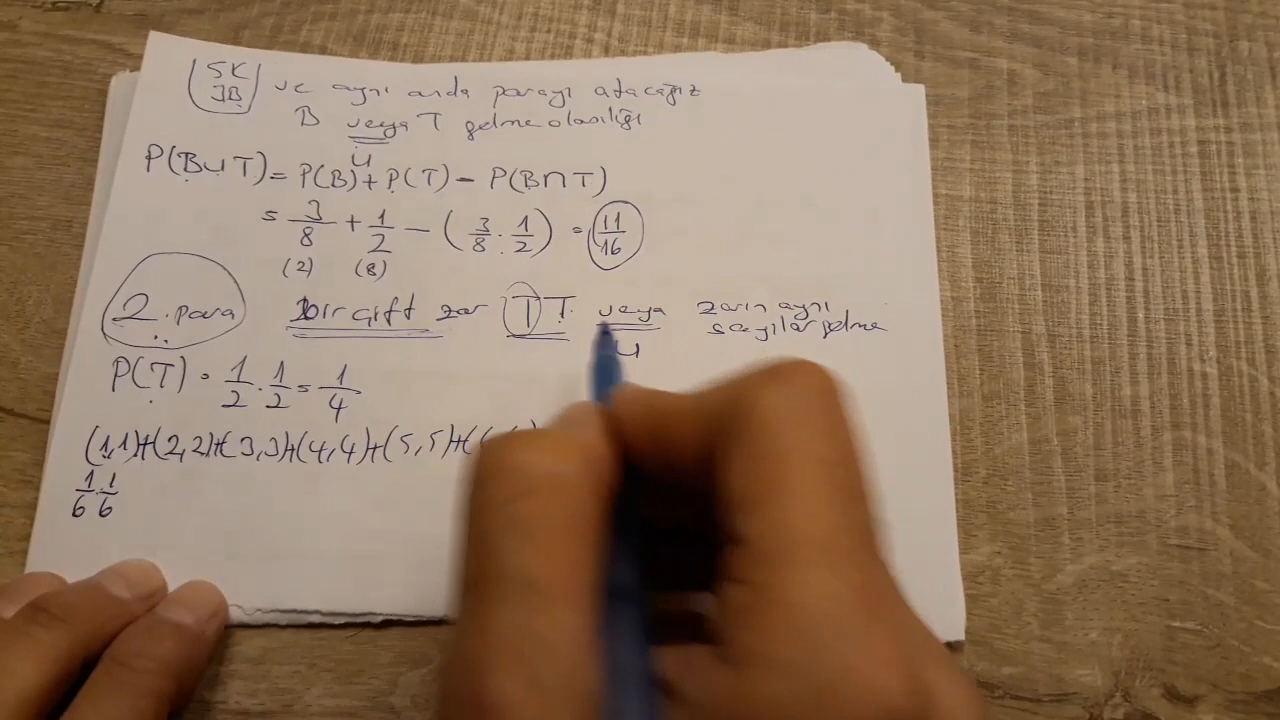 5K
3B
ve aynı anda parayı atacağız
B veya T gelme olasılığı
U
P(B∪T) = P(B) + P(T) - P(B∩T)
= 3/8 + 1/2 - (3/8 . 1/2) = 11/16
(2) (8)
2. para bir çift zar T T veya zarın aynı
sayılar gelme
U
P(T) = 1/2 . 1/2 = 1/4
(1,1)+(2,2)+(3,3)+(4,4)+(5,5)+(
1/6 . 1/6